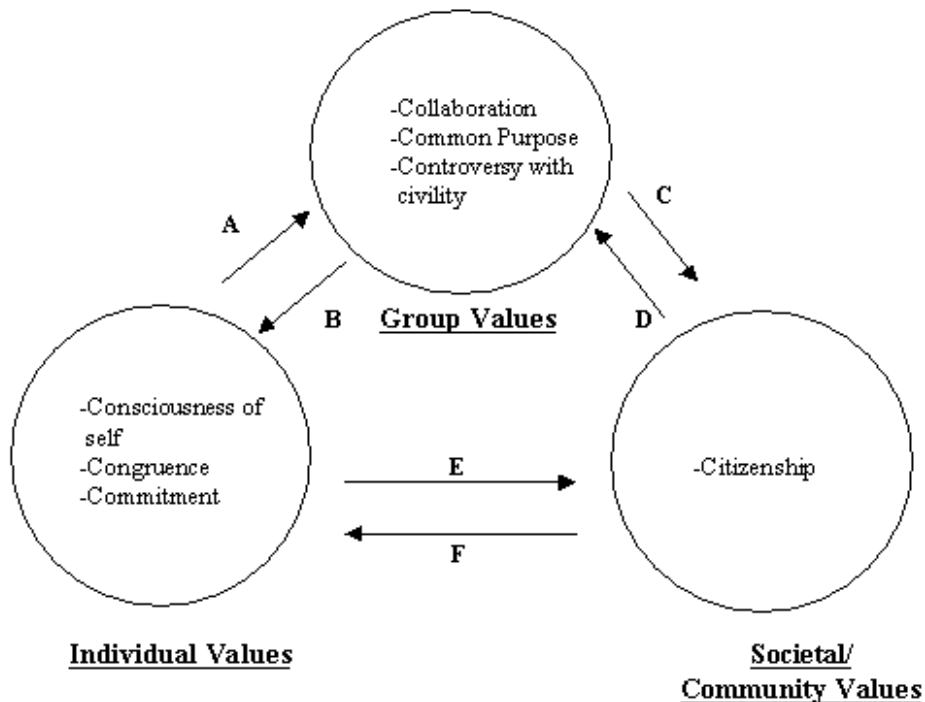 -Collaboration
-Common Purpose
-Controversy with
civility
A
C
B
Group Values
D
-Consciousness of
self
-Congruence
-Commitment
E
-Citizenship
F
Individual Values
Societal/
Community Values